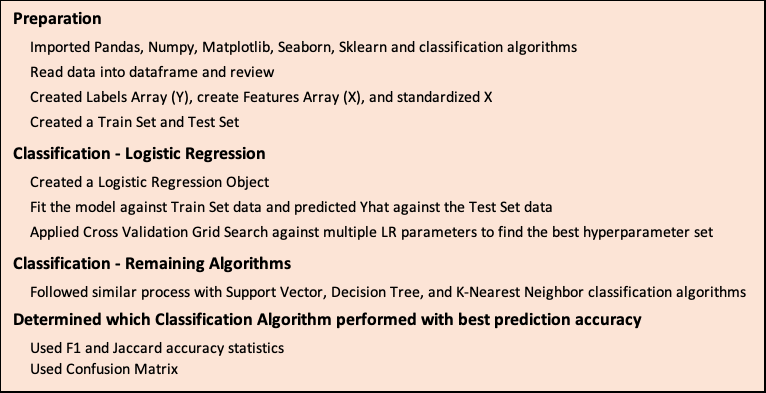 Preparation
Imported Pandas, Numpy, Matplotlib, Seaborn, Sklearn and classification algorithms
Read data into dataframe and review
Created Labels Array (Y), create Features Array (X), and standardized X
Created a Train Set and Test Set
Classification - Logistic Regression
Created a Logistic Regression Object
Fit the model against Train Set data and predicted Yhat against the Test Set data
Applied Cross Validation Grid Search against multiple LR parameters to find the best hyperparameter set
Classification - Remaining Algorithms
Followed similar process with Support Vector, Decision Tree, and K-Nearest Neighbor classification algorithms
Determined which Classification Algorithm performed with best prediction accuracy
Used F1 and Jaccard accuracy statistics
Used Confusion Matrix